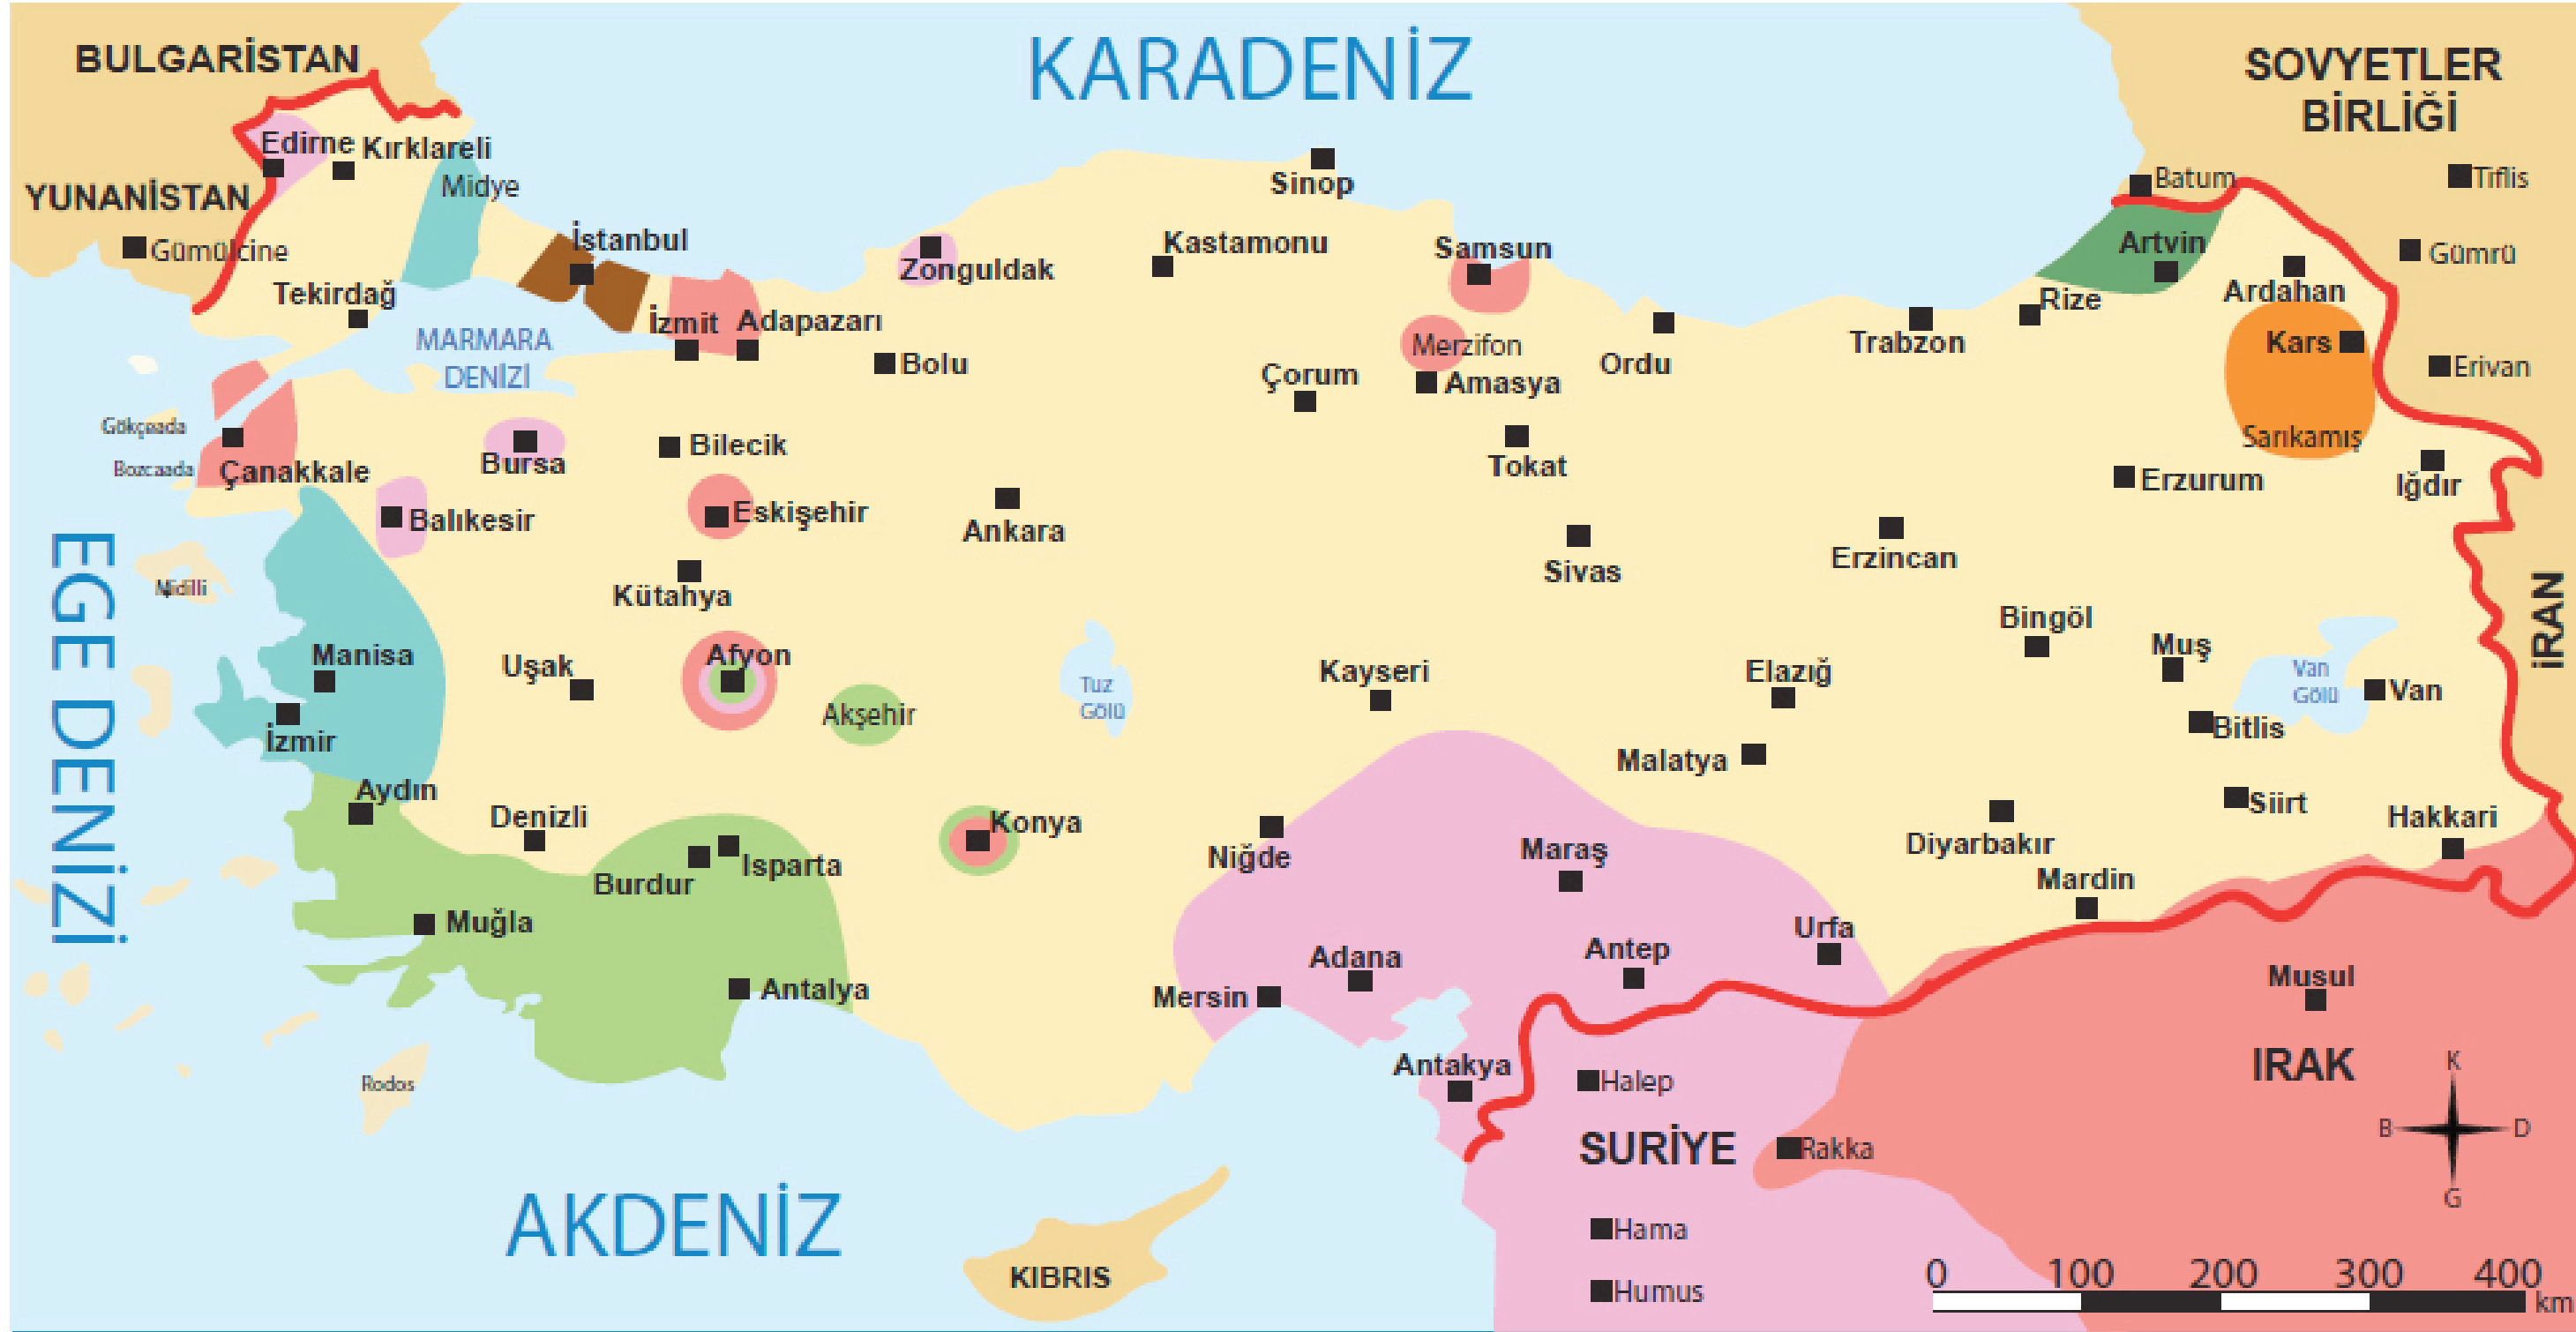 BULGARİSTAN
KARADENİZ
SOVYETLER
BİRLİĞİ
Edirne
Kırklareli
YUNANİSTAN
Midye
Sinop
Batum
Tiflis
Gümülcine
İstanbul
Zonguldak
Kastamonu
Samsun
Artvin
Gümrü
Tekirdağ
Ardahan
Rize
MARMARA
DENİZİ
İzmit
Adapazarı
Bolu
Merzifon
Ordu
Trabzon
Kars
Erivan
Çorum
Amasya
Gökçeada
Bozcaada
Çanakkale
Bursa
Bilecik
Tokat
Sarıkamış
Erzurum
Iğdır
Balıkesir
Eskişehir
Ankara
Sivas
Erzincan
EGE DENİZİ
Midilli
Kütahya
İRAN
Bingöl
Manisa
Uşak
Afyon
Akşehir
Tuz
Gölü
Kayseri
Elazığ
Muş
Van
Gölü
Van
İzmir
Bitlis
Malatya
Aydın
Denizli
Konya
Siirt
Hakkari
Burdur
Isparta
Niğde
Maraş
Diyarbakır
Mardin
Muğla
Antalya
Mersin
Adana
Antep
Urfa
Musul
Rodos
Antakya
Halep
IRAK
K
B
D
G
SURİYE
Rakka
AKDENİZ
Hama
KIBRIS
Humus
0 100 200 300 400
km